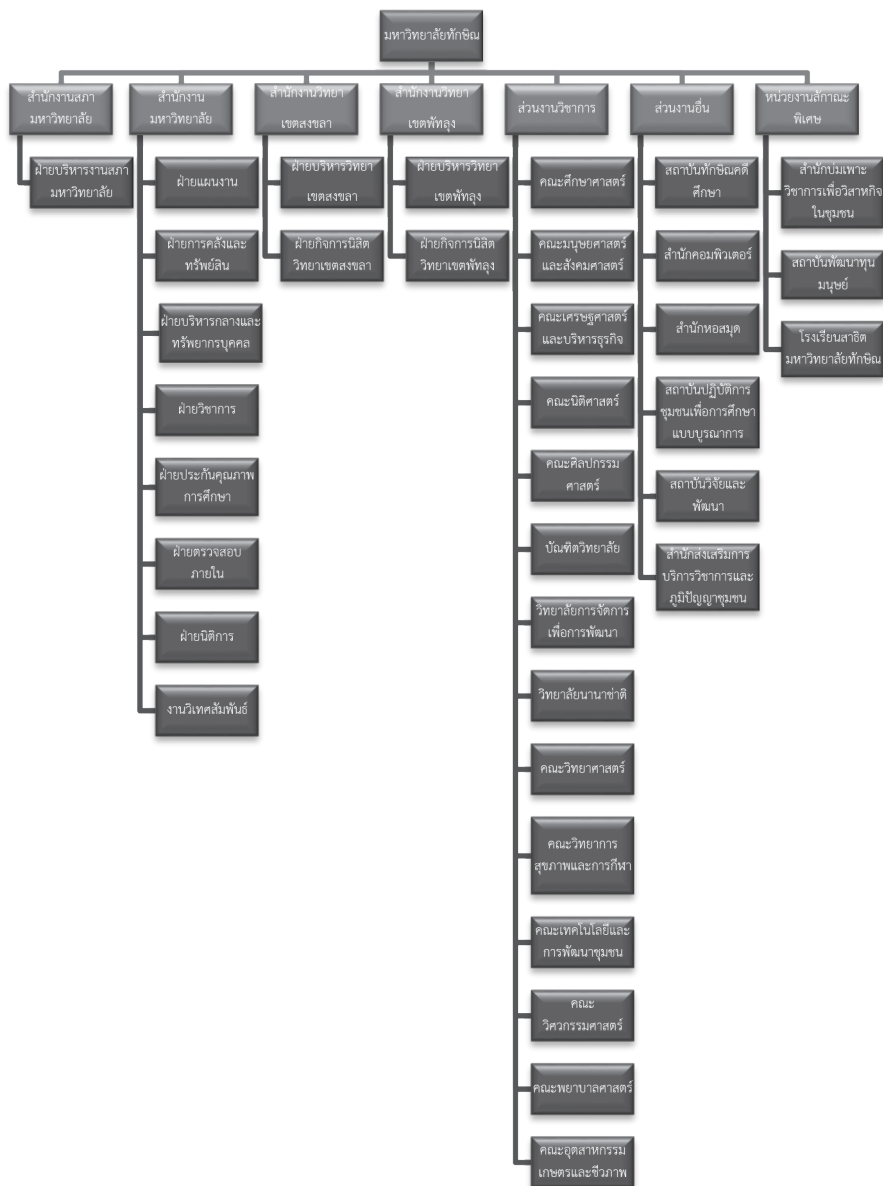 มหาวิทยาลัยทักษิณ
สำนักงานสภา
มหาวิทยาลัย
ฝ่ายบริหารงานสภา
มหาวิทยาลัย
สำนักงาน
มหาวิทยาลัย
ฝ่ายแผนงาน
ฝ่ายการคลังและ
ทรัพย์สิน
ฝ่ายบริหารกลางและ
ทรัพยากรบุคคล
ฝ่ายวิชาการ
ฝ่ายประกันคุณภาพ
การศึกษา
ฝ่ายตรวจสอบ
ภายใน
ฝ่ายนิติการ
งานวิเทศสัมพันธ์
สำนักงานวิทยา
เขตสงขลา
ฝ่ายบริหารวิทยา
เขตสงขลา
ฝ่ายกิจการนิสิต
วิทยาเขตสงขลา
สำนักงานวิทยา
เขตพัทลุง
ฝ่ายบริหารวิทยา
เขตพัทลุง
ฝ่ายกิจการนิสิต
วิทยาเขตพัทลุง
ส่วนงานวิชาการ
คณะศึกษาศาสตร์
คณะมนุษยศาสตร์
และสังคมศาสตร์
คณะเศรษฐศาสตร์
และบริหารธุรกิจ
คณะนิติศาสตร์
คณะศิลปกรรม
ศาสตร์
บัณฑิตวิทยาลัย
วิทยาลัยการจัดการ
เพื่อการพัฒนา
วิทยาลัยนานาชาติ
คณะวิทยาศาสตร์
คณะวิทยาการ
สุขภาพและการกีฬา
คณะเทคโนโลยีและ
การพัฒนาชุมชน
คณะ
วิศวกรรมศาสตร์
คณะพยาบาลศาสตร์
คณะอุตสาหกรรม
เกษตรและชีวภาพ
ส่วนงานอื่น
สถาบันทักษิณคดี
ศึกษา
สำนักคอมพิวเตอร์
สำนักหอสมุด
สถาบันปฏิบัติการ
ชุมชนเพื่อการศึกษา
แบบบูรณาการ
สถาบันวิจัยและ
พัฒนา
สำนักส่งเสริมการ
บริการวิชาการและ
ภูมิปัญญาชุมชน
หน่วยงานลักาณะ
พิเศษ
สำนักบ่มเพาะ
วิชาการเพื่อวิสาหกิจ
ในชุมชน
สถาบันพัฒนาทุน
มนุษย์
โรงเรียนสาธิต
มหาวิทยาลัยทักษิณ